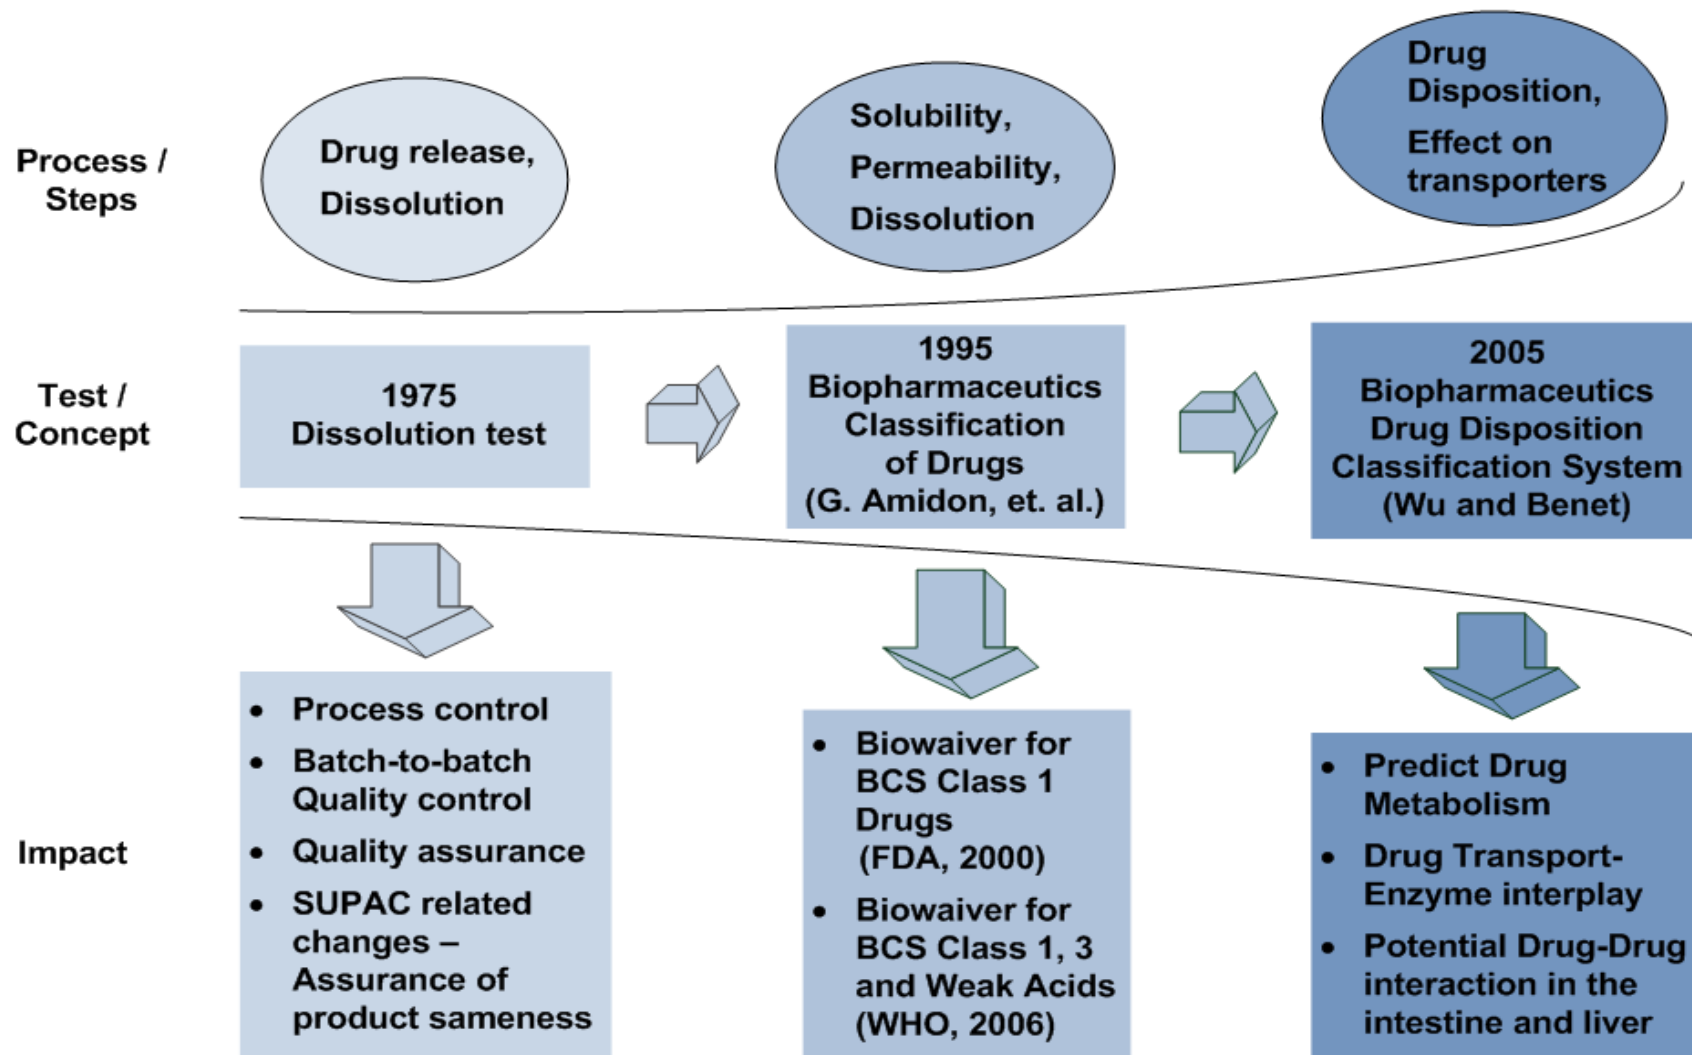 Process /
Steps
Drug release,
Dissolution
Solubility,
Permeability,
Dissolution
Drug
Disposition,
Effect on
transporters
Test /
Concept
1975
Dissolution test
1995
Biopharmaceutics
Classification
of Drugs
(G. Amidon, et. al.)
2005
Biopharmaceutics
Drug Disposition
Classification System
(Wu and Benet)
Impact
• Process control
• Batch-to-batch
Quality control
• Quality assurance
• SUPAC related
changes –
Assurance of
product sameness
• Biowaiver for
BCS Class 1
Drugs
(FDA, 2000)
• Biowaiver for
BCS Class 1, 3
and Weak Acids
(WHO, 2006)
• Predict Drug
Metabolism
• Drug Transport-
Enzyme interplay
• Potential Drug-Drug
interaction in the
intestine and liver